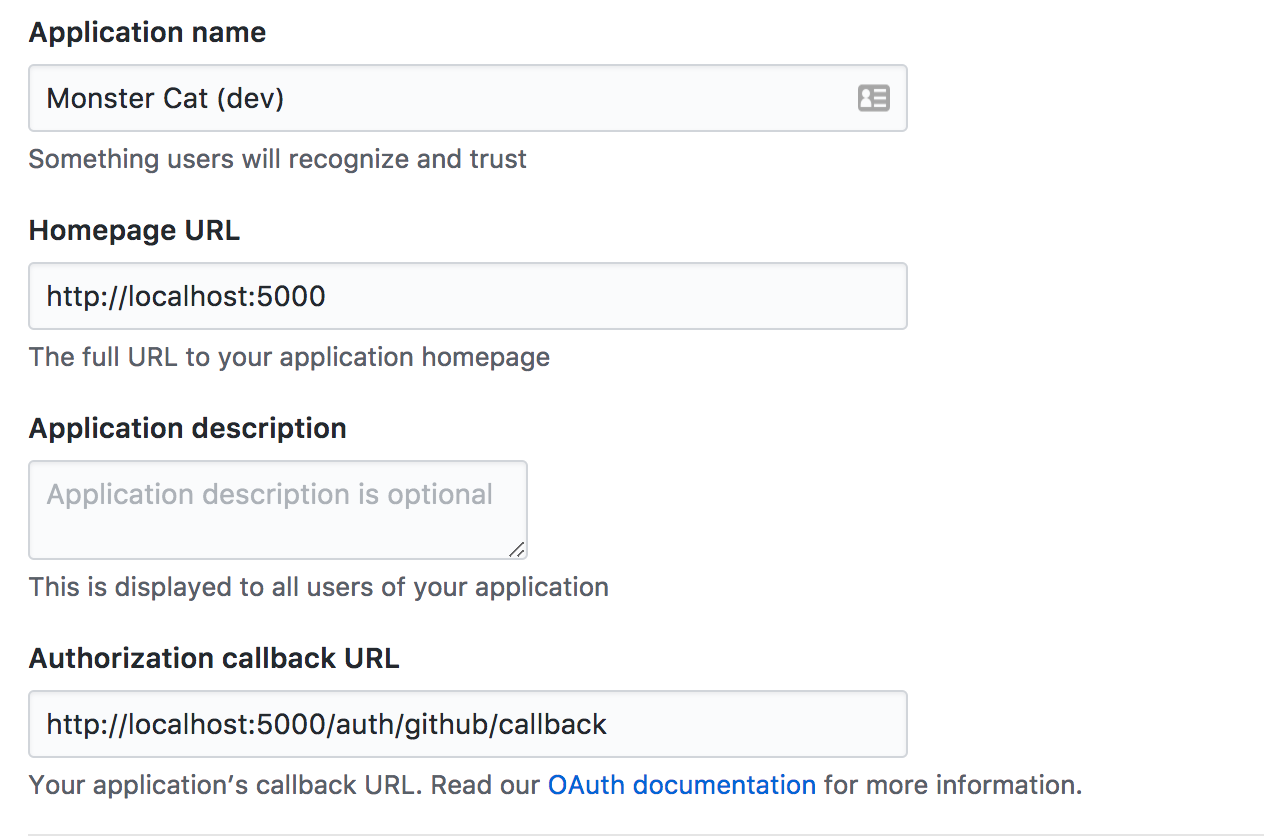 Application name
Monster Cat (dev)
Something users will recognize and trust
Homepage URL
http://localhost:5000
The full URL to your application homepage
Application description
Application description is optional
This is displayed to all users of your application
Authorization callback URL
http://localhost:5000/auth/github/callback
Your application’s callback URL. Read our OAuth documentation for more information.